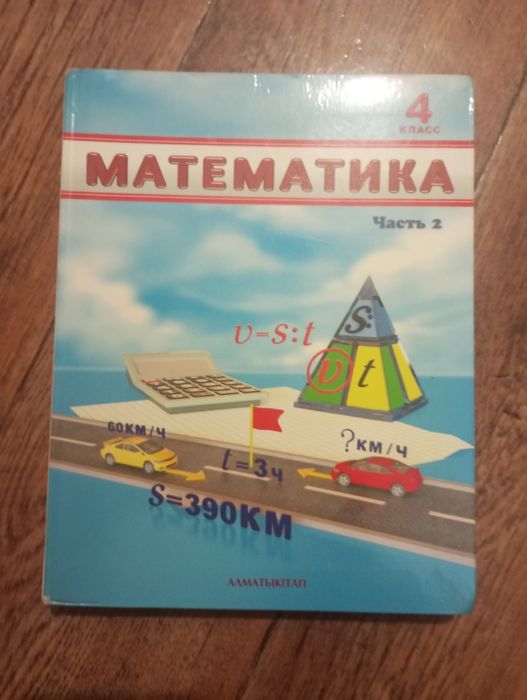 4
КЛАСС
МАТЕМАТИКА
Часть 2
υ=s:t
s:
υ t
60КМ/Ч
?КМ/Ч
t=3ч
S=390КМ
АЛМАТЫКІТАП